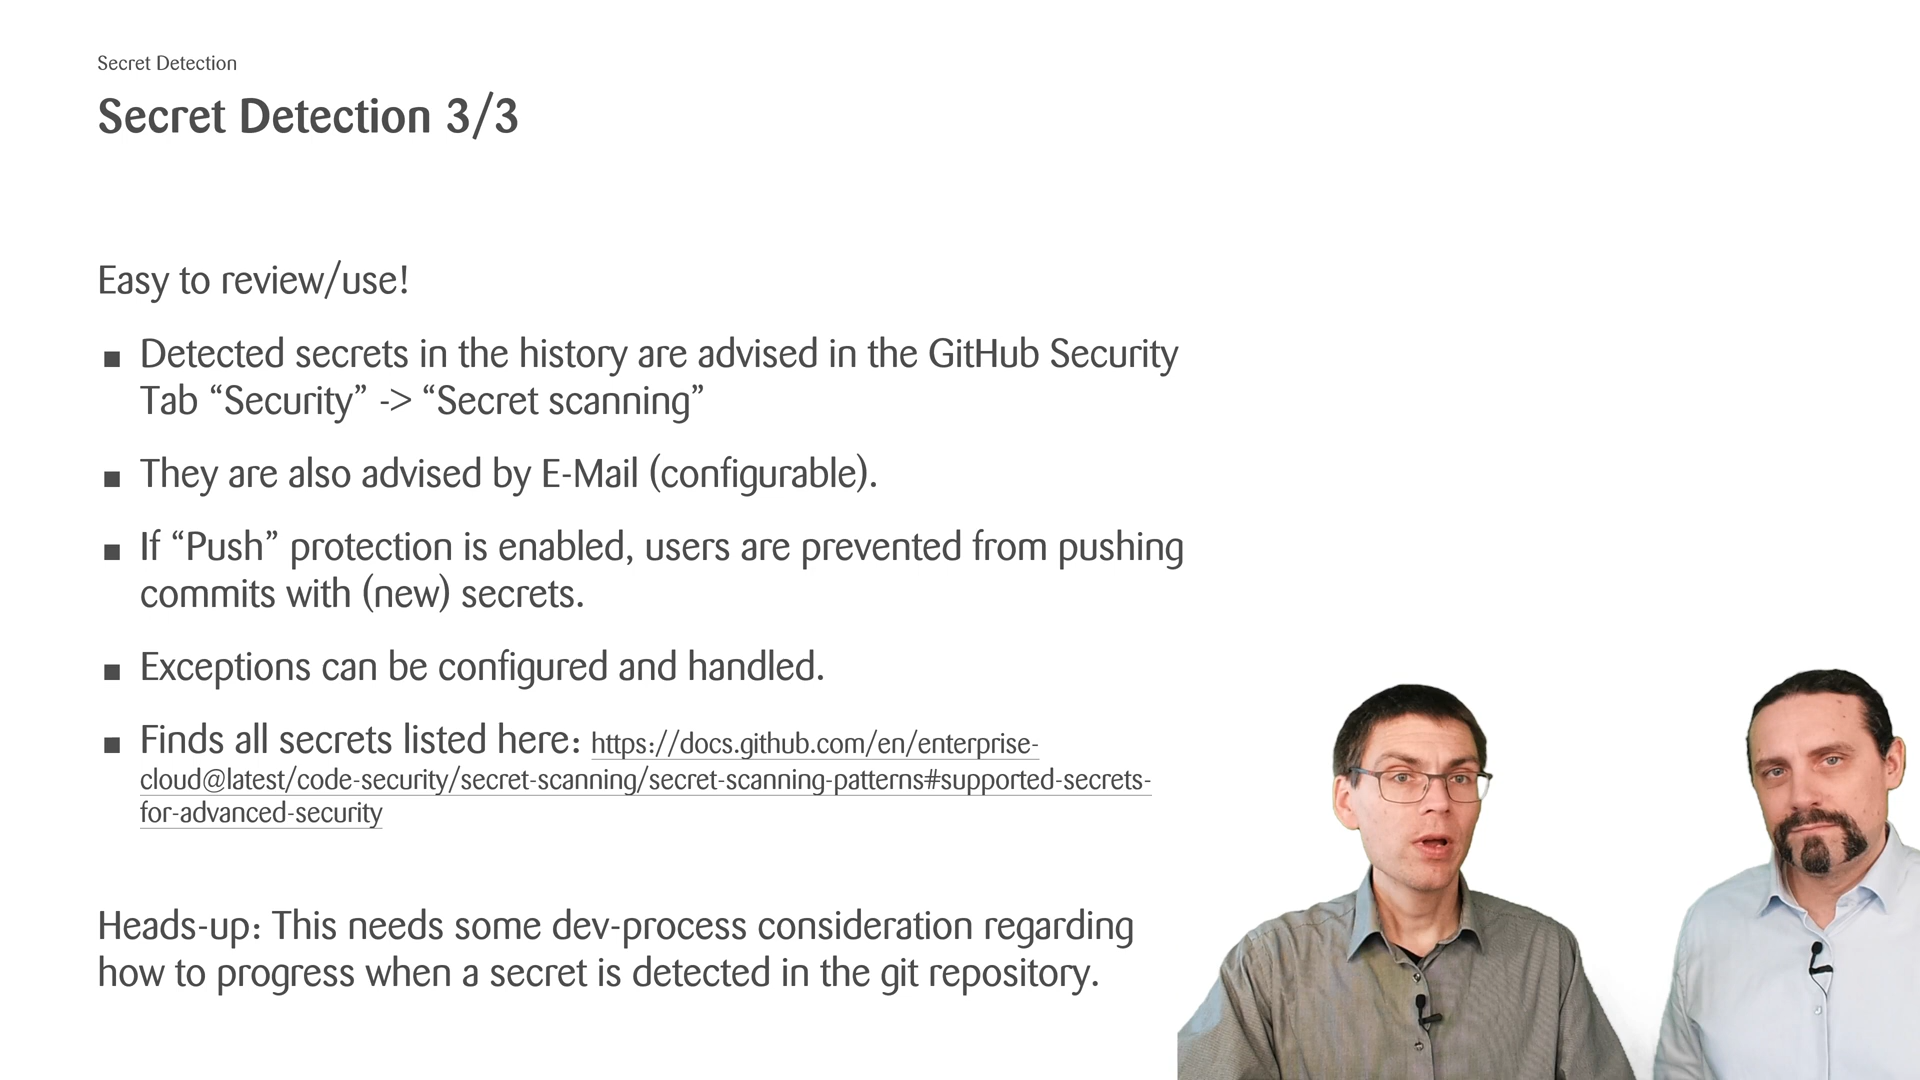 Secret Detection
Secret Detection 3/3
Easy to review/use!
▪ Detected secrets in the history are advised in the GitHub Security
Tab “Security” -> “Secret scanning”
▪ They are also advised by E-Mail (configurable).
▪ If “Push” protection is enabled, users are prevented from pushing
commits with (new) secrets.
▪ Exceptions can be configured and handled.
▪ Finds all secrets listed here: https://docs.github.com/en/enterprise-
cloud@latest/code-security/secret-scanning/secret-scanning-patterns#supported-secrets-
for-advanced-security
Heads-up: This needs some dev-process consideration regarding
how to progress when a secret is detected in the git repository.